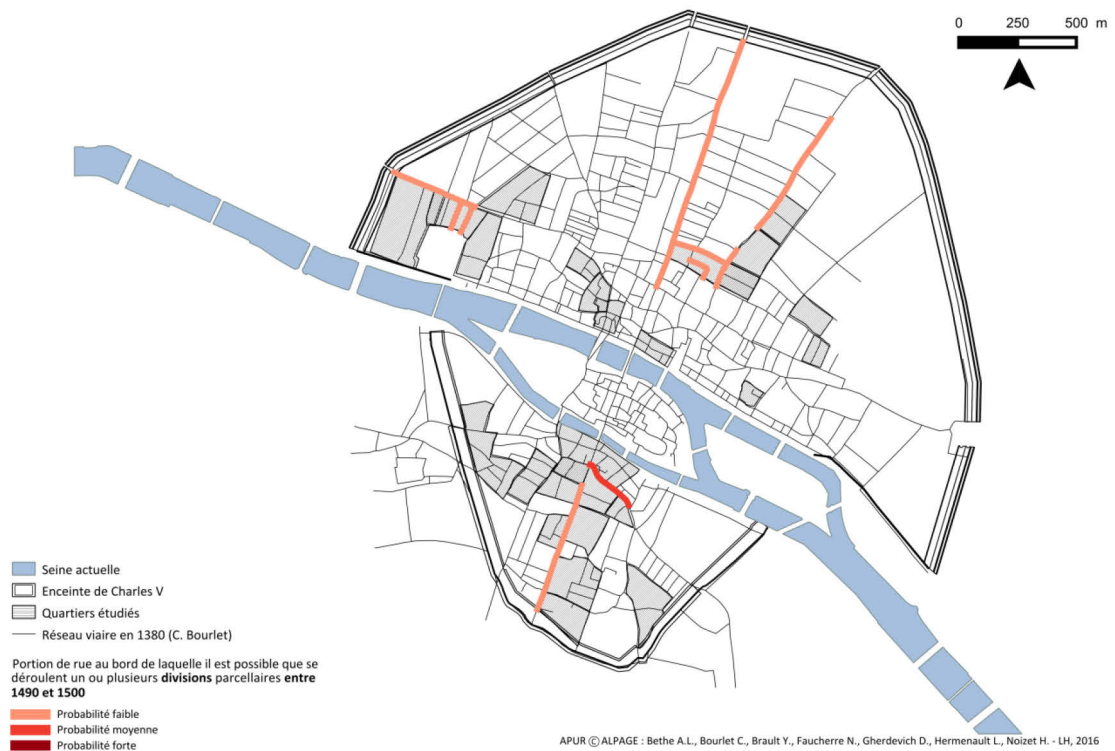 0 250 500 m
Seine actuelle
Enceinte de Charles V
Quartiers étudiés
Réseau viaire en 1380 (C. Bourlet)
Portion de rue au bord de laquelle il est possible que se
déroulent un ou plusieurs divisions parcellaires entre
1490 et 1500
Probabilité faible
Probabilité moyenne
Probabilité forte
APUR © ALPAGE : Bethe A.L., Bourlet C., Brault Y., Faucherre N., Gherdevich D., Hermenault L., Noizet H. - LH, 2016